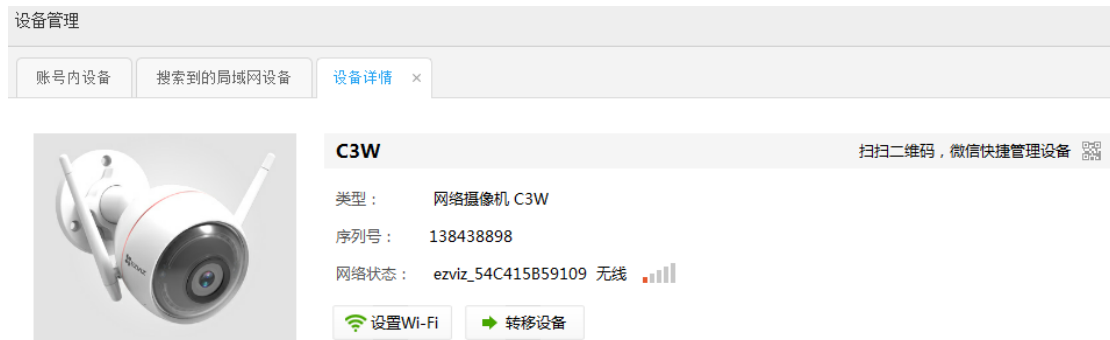 设备管理
账号内设备 搜索到的局域网设备 设备详情 ×
C3W 扫扫二维码，微信快捷管理设备
类型： 网络摄像机 C3W
序列号： 138438898
网络状态： ezviz_54C415B59109 无线
设置Wi-Fi 转移设备
EZVIZ